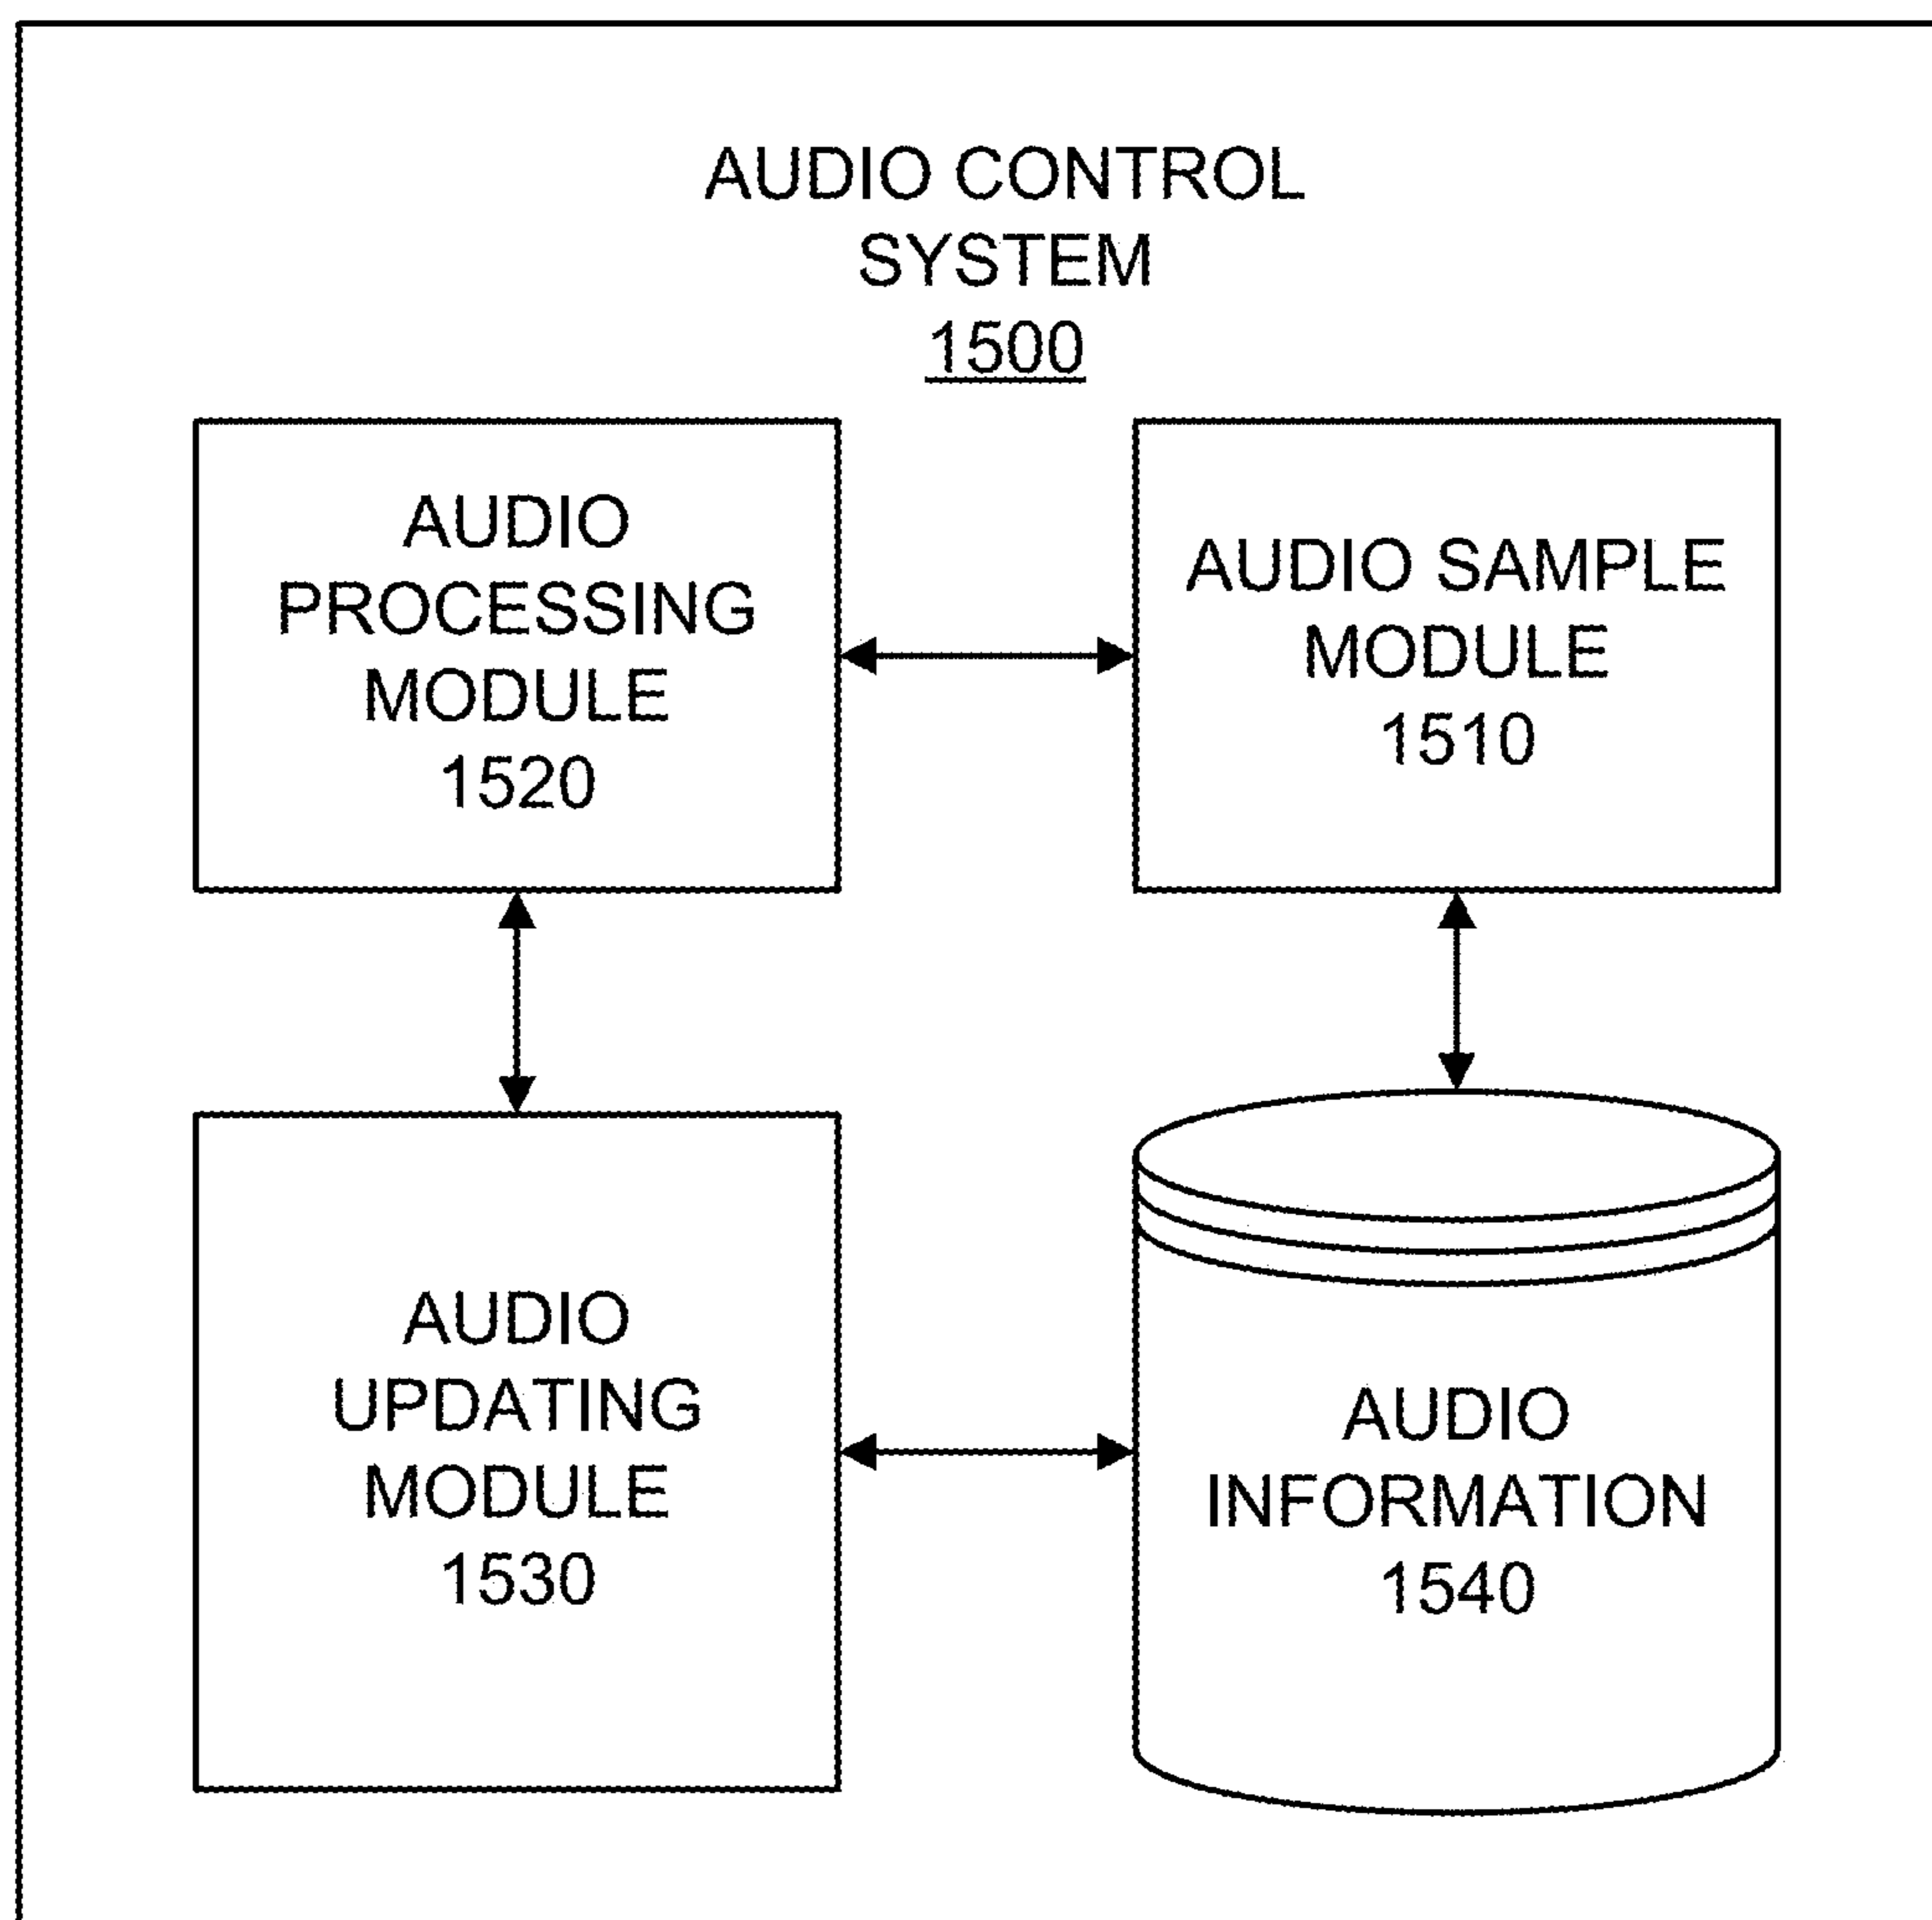 AUDIO CONTROL
SYSTEM
1500
AUDIO
PROCESSING
MODULE
1520
AUDIO SAMPLE
MODULE
1510
AUDIO
UPDATING
MODULE
1530
AUDIO
INFORMATION
1540